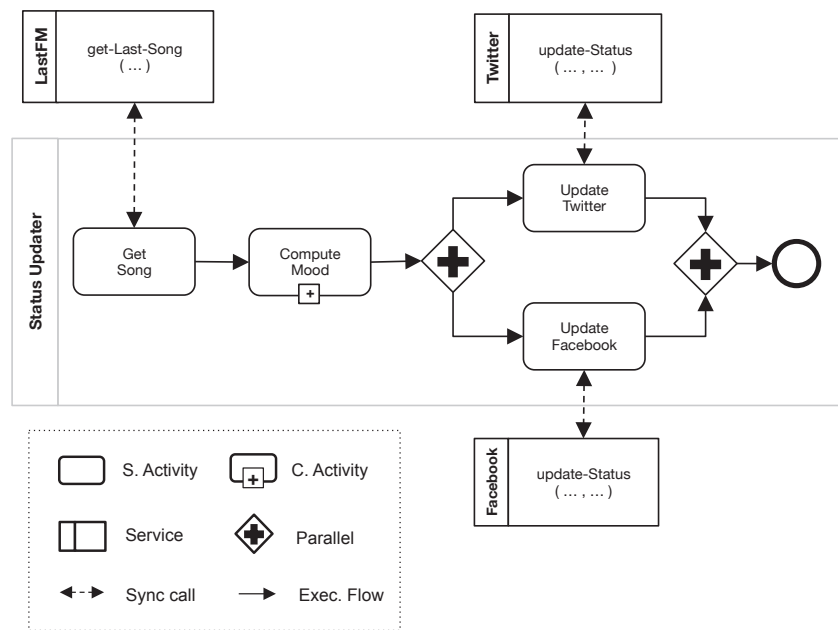 LastFM
get-Last-Song
( ... )
Twitter
update-Status
( ... , ... )
Status Updater
Get
Song
Compute
Mood
+
Update
Twitter
Update
Facebook
Facebook
update-Status
( ... , ... )
S. Activity
+
C. Activity
Service
Parallel
Sync call
Exec. Flow